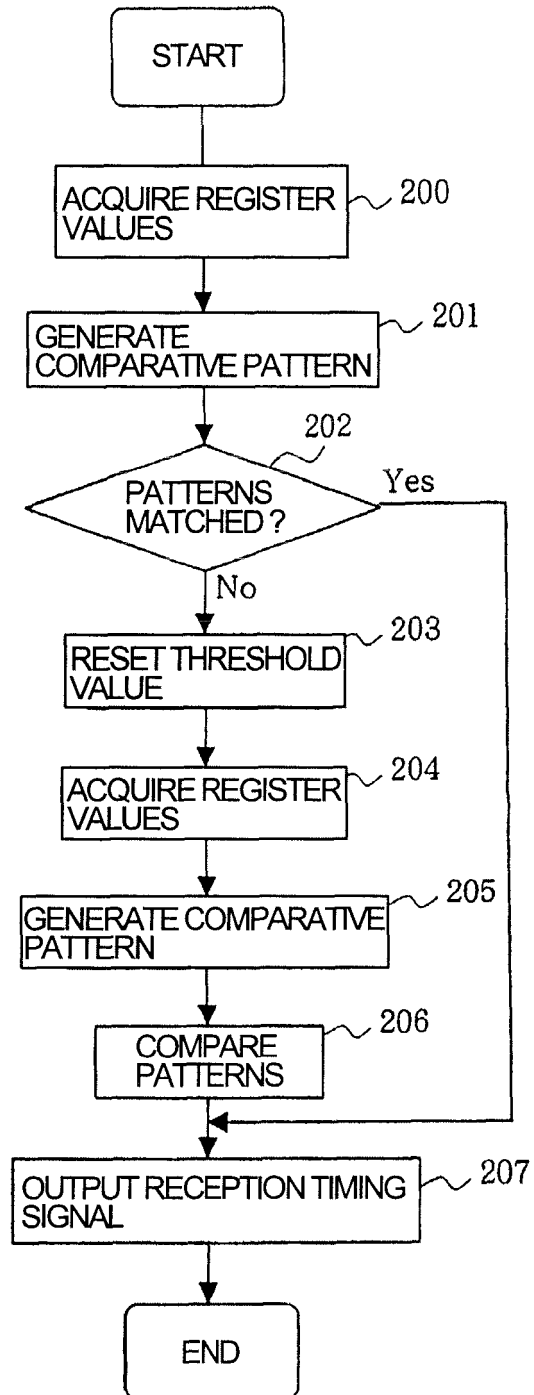 START
ACQUIRE REGISTER
VALUES
200
GENERATE
COMPARATIVE PATTERN
201
202
PATTERNS
MATCHED ?
Yes
No
203
RESET THRESHOLD
VALUE
204
ACQUIRE REGISTER
VALUES
205
GENERATE COMPARATIVE
PATTERN
206
COMPARE
PATTERNS
207
OUTPUT RECEPTION TIMING
SIGNAL
END